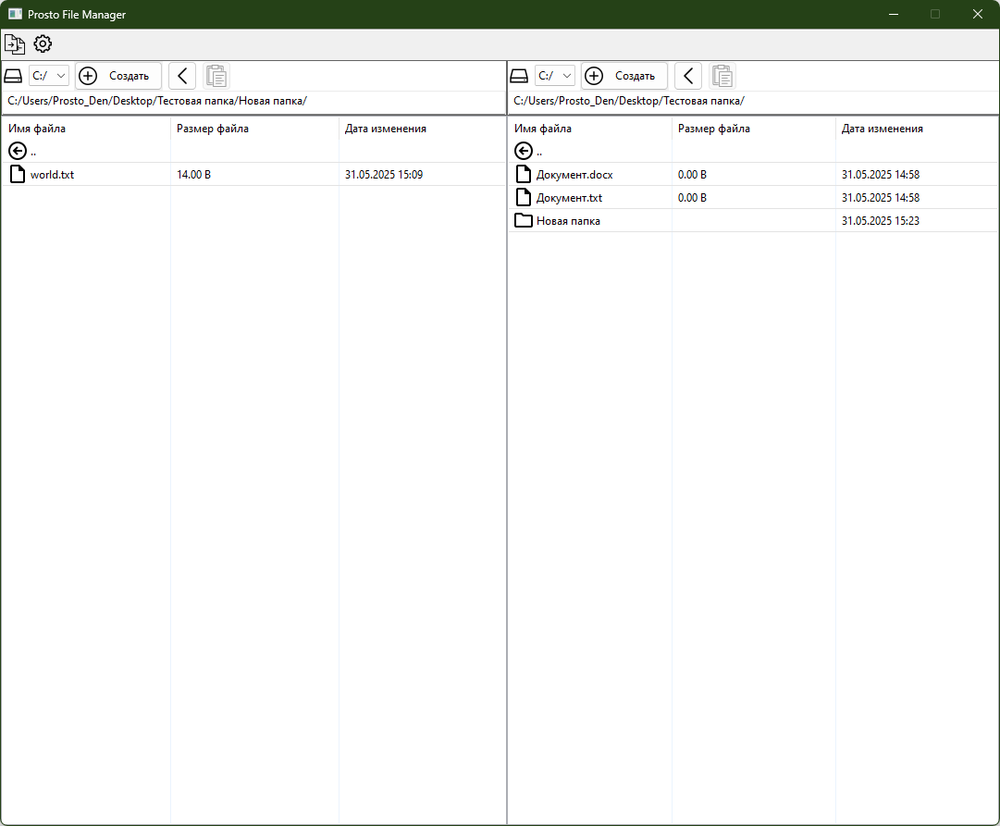 Prosto File Manager
C:/ Создать
C:/Users/Prosto_Den/Desktop/Тестовая папка/Новая папка/
Имя файла Размер файла Дата изменения
..
world.txt 14.00 B 31.05.2025 15:09
C:/ Создать
C:/Users/Prosto_Den/Desktop/Тестовая папка/
Имя файла Размер файла Дата изменения
..
Документ.docx 0.00 B 31.05.2025 14:58
Документ.txt 0.00 B 31.05.2025 14:58
Новая папка 31.05.2025 15:23